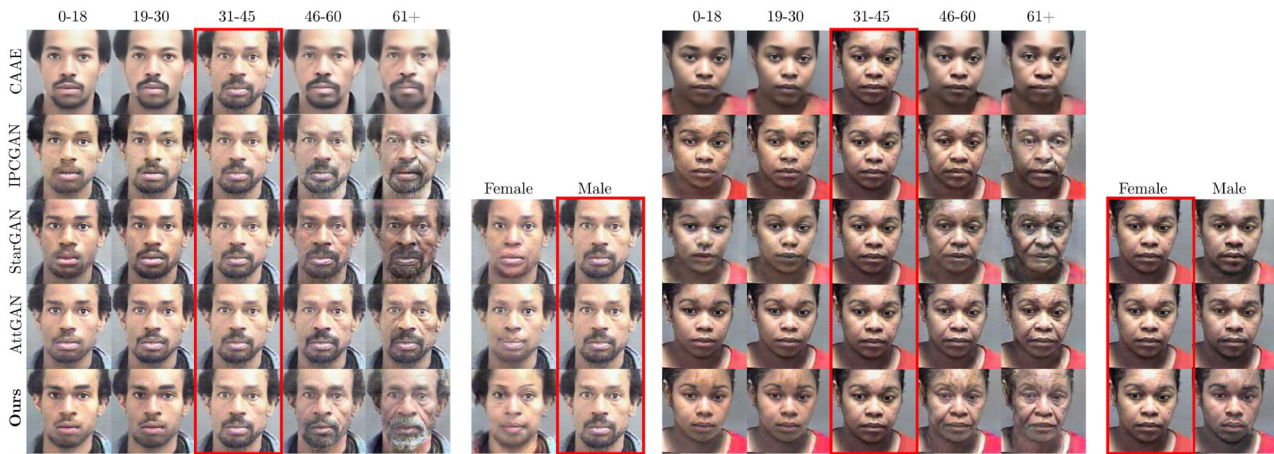 0-18 19-30 31-45 46-60 61+ 0-18 19-30 31-45 46-60 61+
CAAE
IPCGAN
Female Male Female Male
StarGAN
AttGAN
Ours